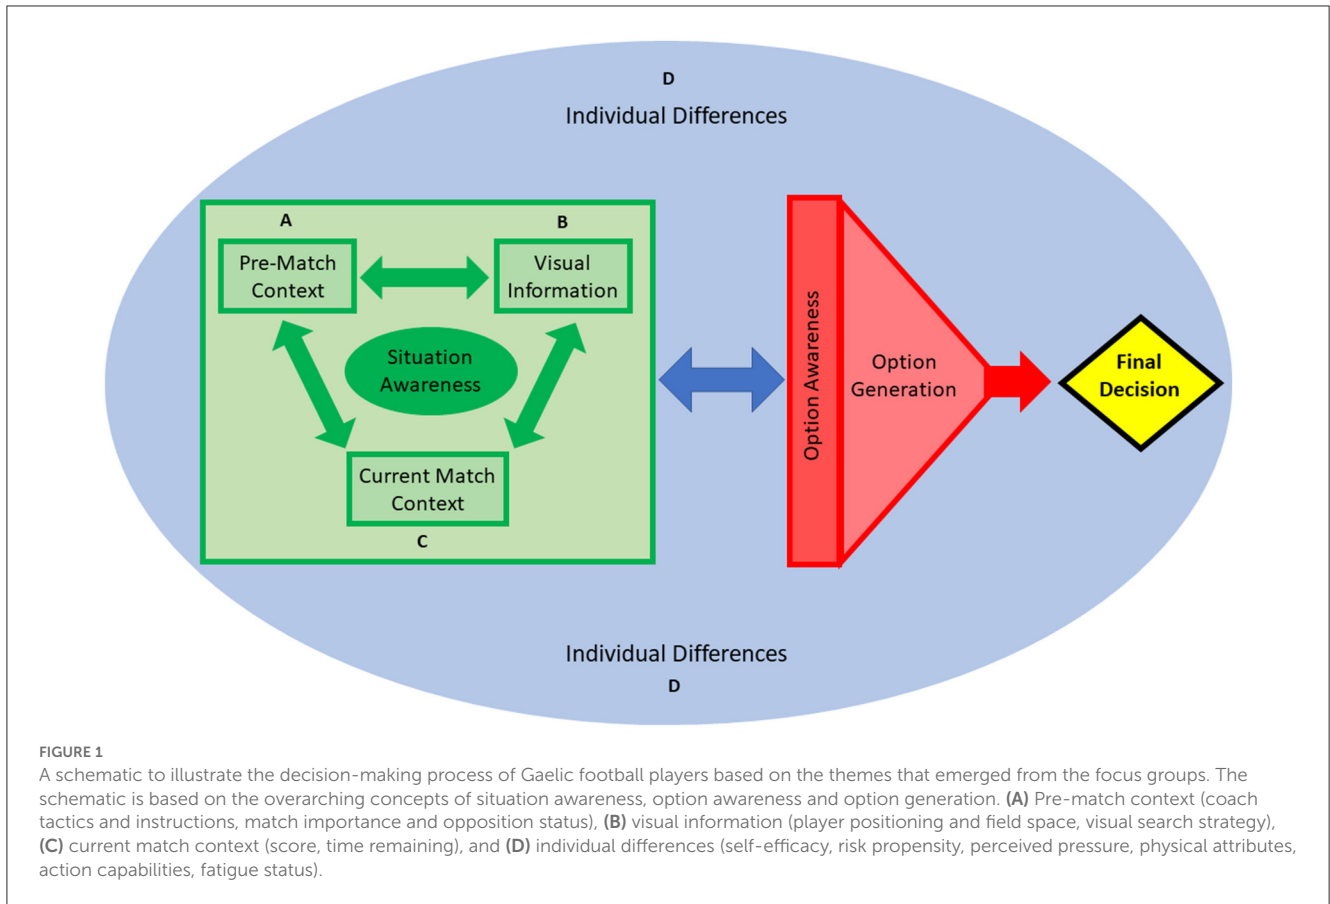 D
Individual Differences
A
B
Pre-Match
Context
Visual
Information
Situation
Awareness
Current Match
Context
C
Option Awareness
Option
Generation
Final
Decision
Individual Differences
D
FIGURE 1
A schematic to illustrate the decision-making process of Gaelic football players based on the themes that emerged from the focus groups. The
schematic is based on the overarching concepts of situation awareness, option awareness and option generation. (A) Pre-match context (coach
tactics and instructions, match importance and opposition status), (B) visual information (player positioning and field space, visual search strategy),
(C) current match context (score, time remaining), and (D) individual differences (self-efficacy, risk propensity, perceived pressure, physical attributes,
action capabilities, fatigue status).